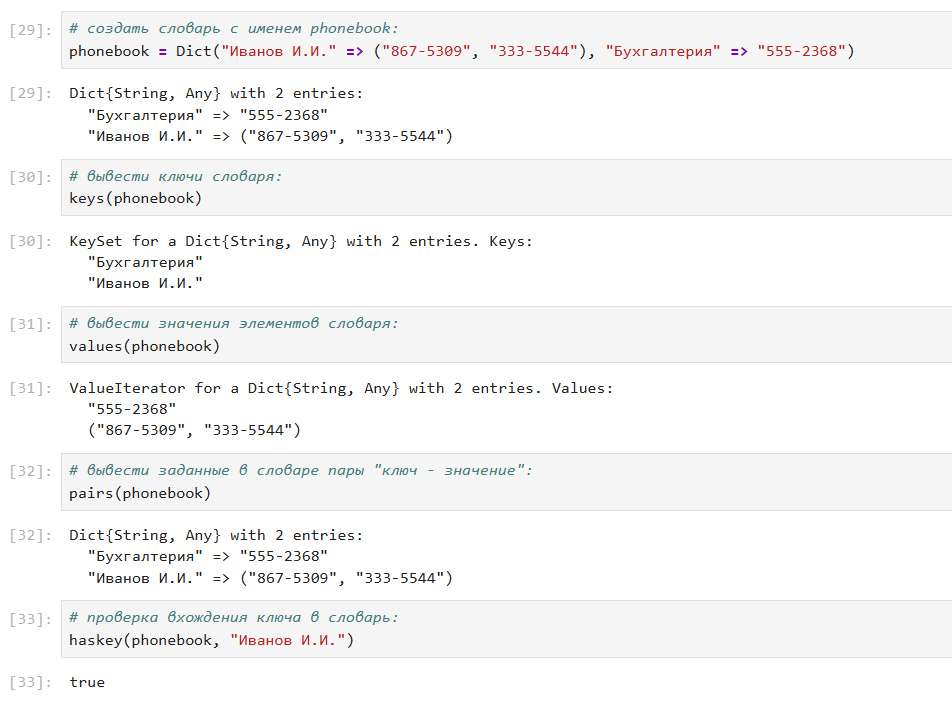 [29]: # создать словарь с именем phonebook:
phonebook = Dict("Иванов И.И." => ("867-5309", "333-5544"), "Бухгалтерия" => "555-2368")
[29]: Dict{String, Any} with 2 entries:
"Бухгалтерия" => "555-2368"
"Иванов И.И." => ("867-5309", "333-5544")
[30]: # вывести ключи словаря:
keys(phonebook)
[30]: KeySet for a Dict{String, Any} with 2 entries. Keys:
"Бухгалтерия"
"Иванов И.И."
[31]: # вывести значения элементов словаря:
values(phonebook)
[31]: ValueIterator for a Dict{String, Any} with 2 entries. Values:
"555-2368"
("867-5309", "333-5544")
[32]: # вывести заданные в словаре пары "ключ - значение":
pairs(phonebook)
[32]: Dict{String, Any} with 2 entries:
"Бухгалтерия" => "555-2368"
"Иванов И.И." => ("867-5309", "333-5544")
[33]: # проверка вхождения ключа в словарь:
haskey(phonebook, "Иванов И.И.")
[33]: true